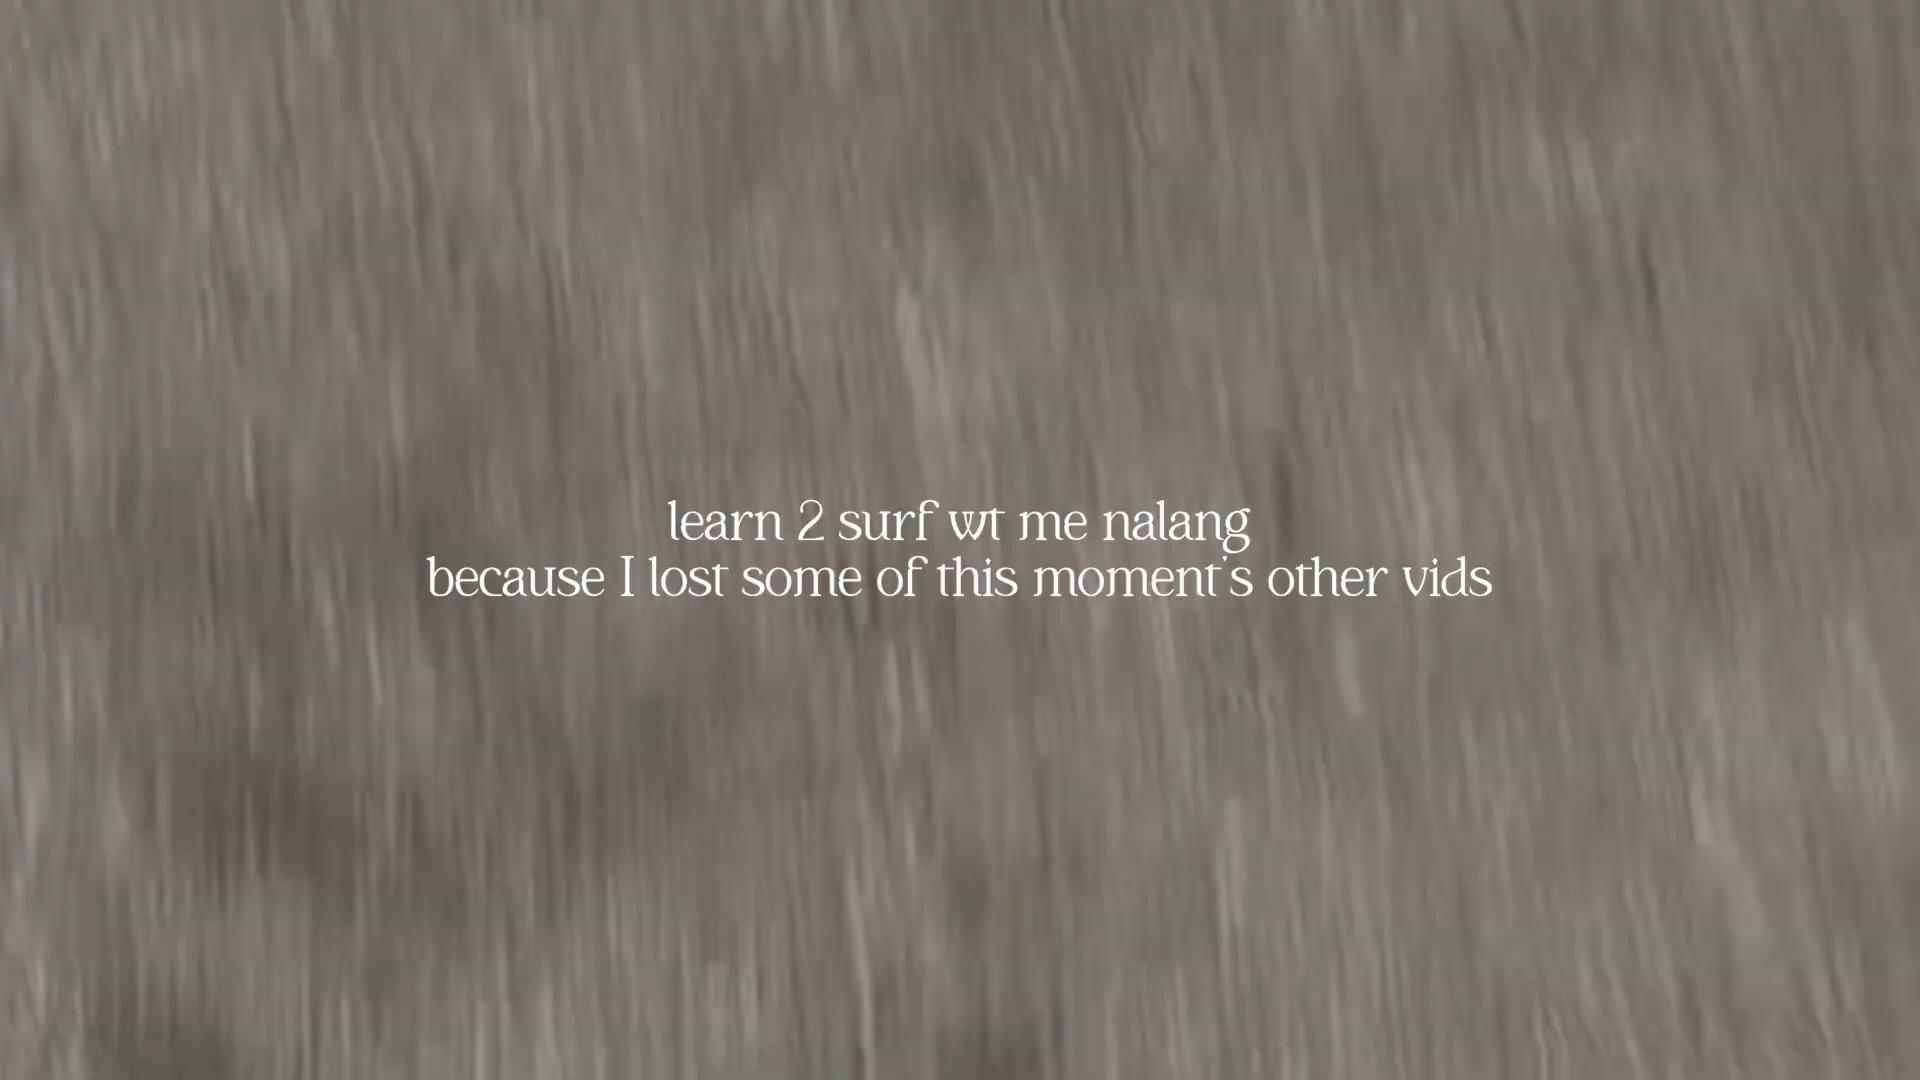 learn 2 surf wt me nalang
because I lost some of this moment's other vids